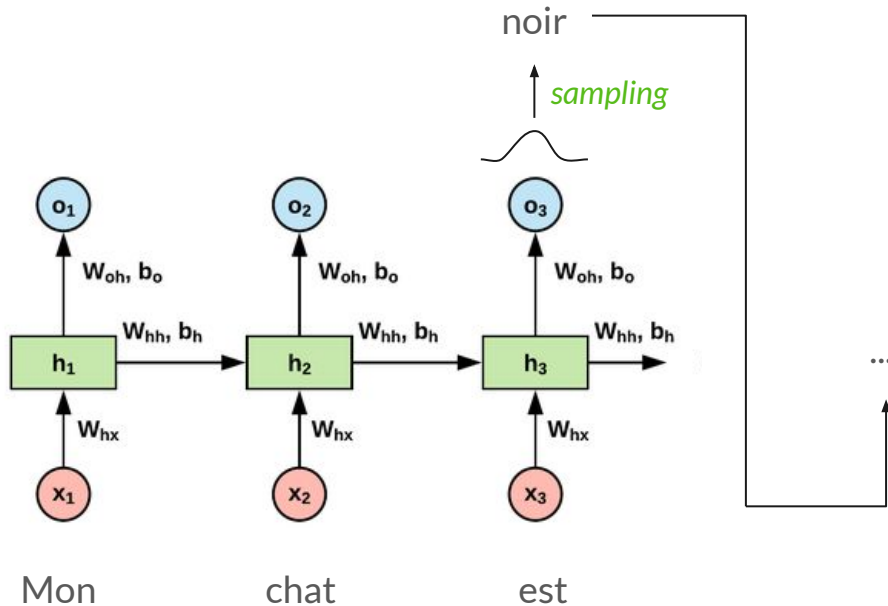 noir
sampling
o₁ o₂ o₃
Wₒₕ, bₒ Wₒₕ, bₒ Wₒₕ, bₒ
Wₕₕ, bₕ Wₕₕ, bₕ Wₕₕ, bₕ
h₁ h₂ h₃ ...
Wₕₓ Wₕₓ Wₕₓ
x₁ x₂ x₃
Mon chat est